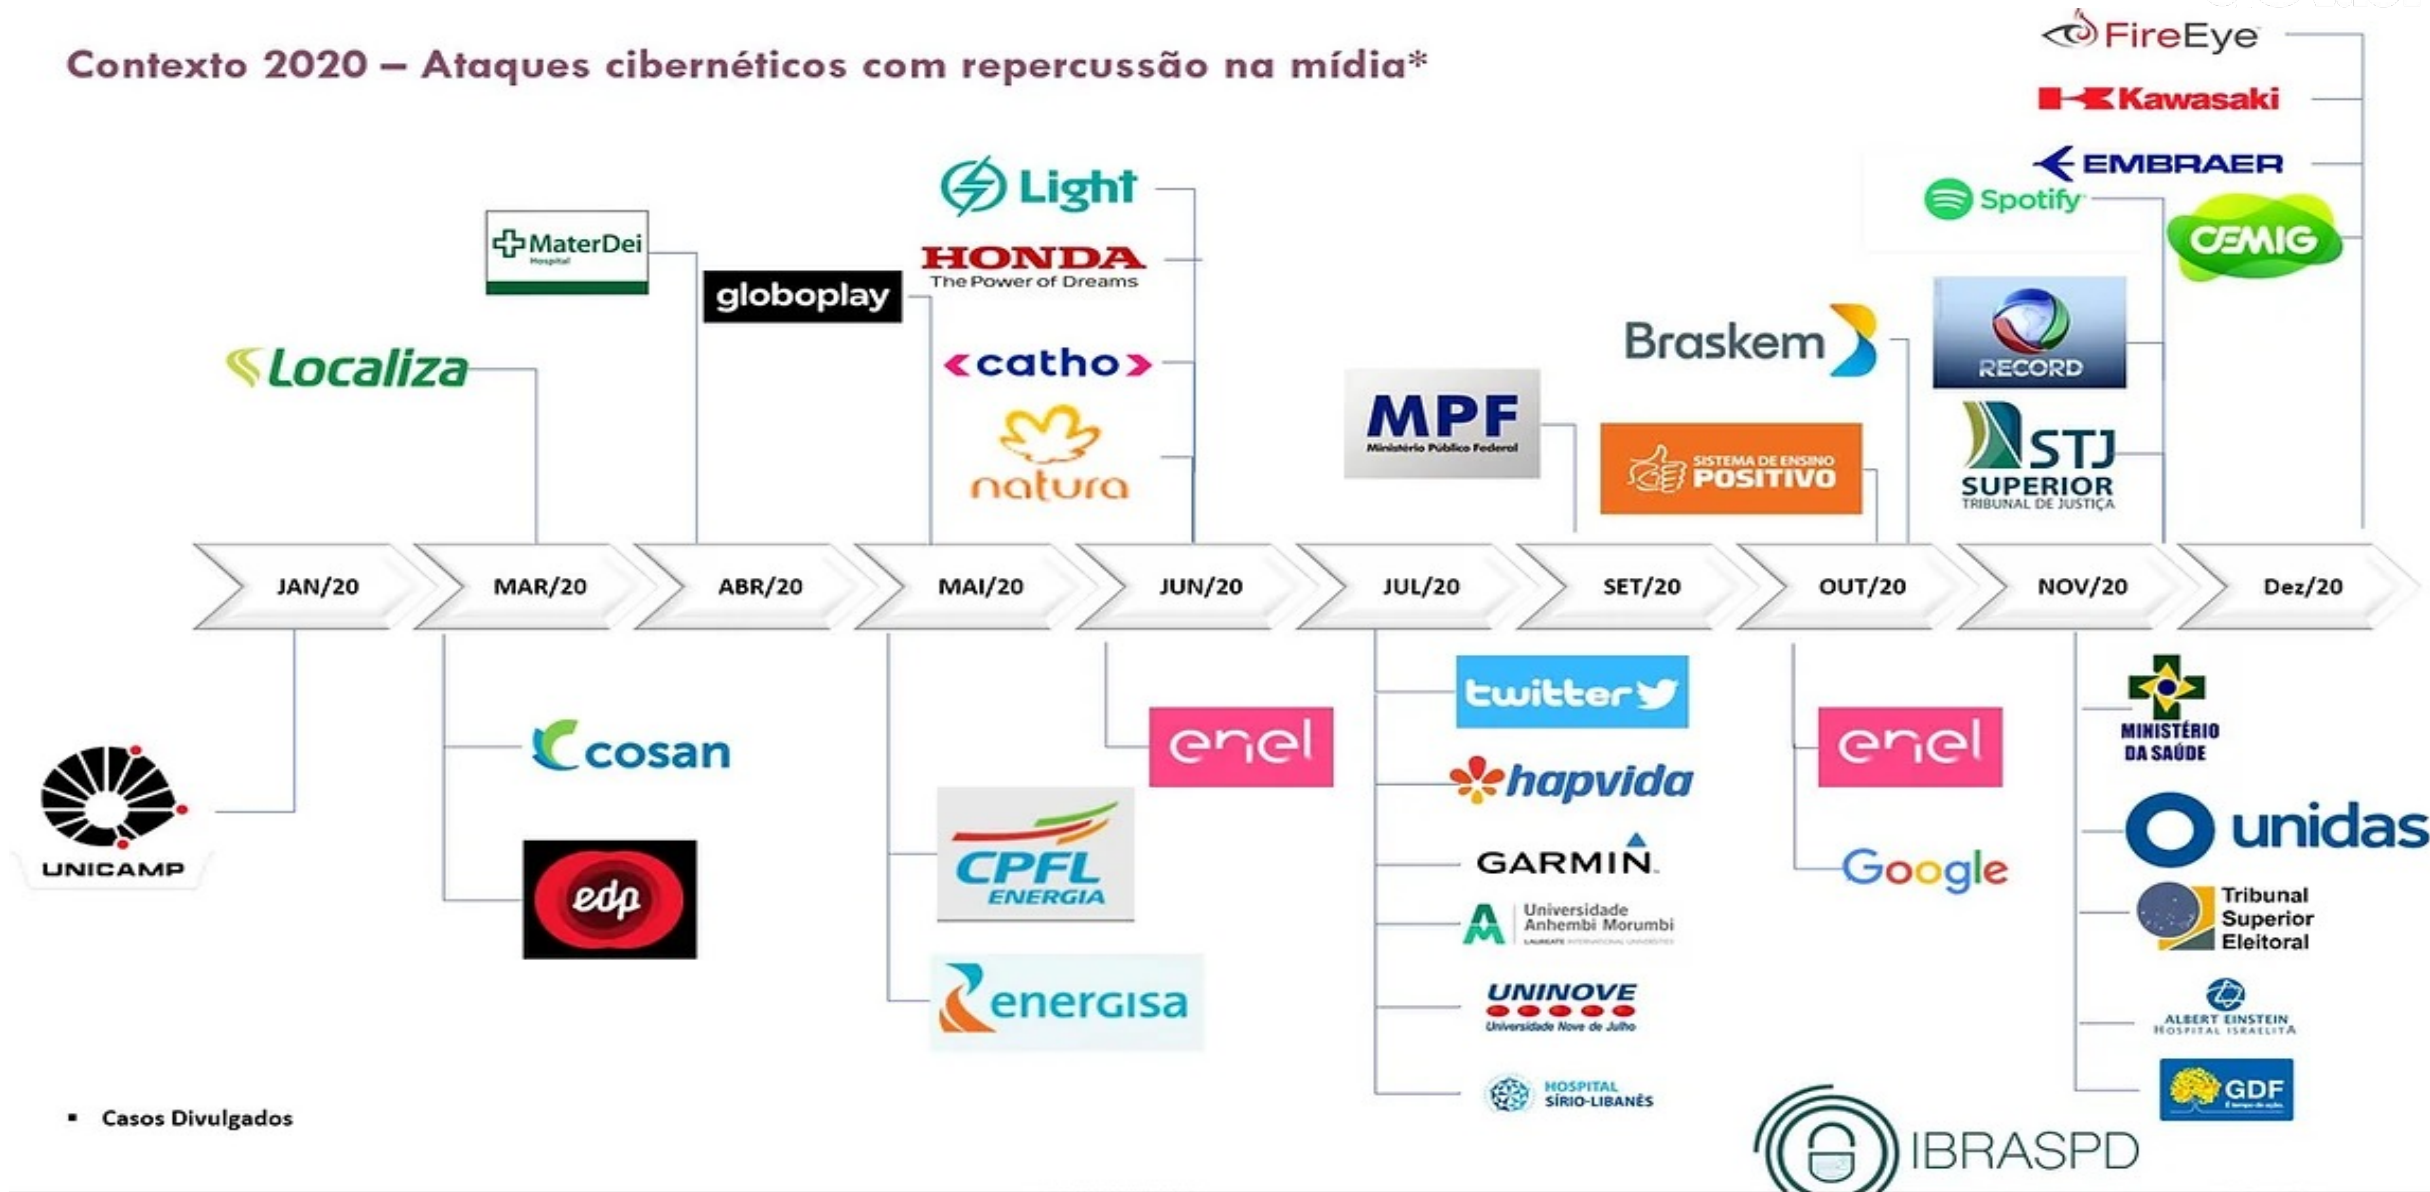 Contexto 2020 – Ataques cibernéticos com repercussão na mídia*
FireEye
Kawasaki
EMBRAER
Spotify
CEMIG
Light
HONDA
The Power of Dreams
MaterDei
Hospital
globoplay
Localiza
catho
natura
MPF
Ministério Público Federal
Braskem
SISTEMA DE ENSINO
POSITIVO
RECORD
STJ
SUPERIOR
TRIBUNAL DE JUSTIÇA
JAN/20
MAR/20
ABR/20
MAI/20
JUN/20
JUL/20
SET/20
OUT/20
NOV/20
Dez/20
UNICAMP
cosan
edp
CPFL
ENERGIA
energisa
enel
twitter
hapvida
GARMIN
Universidade
Anhembi Morumbi
LAUREATE INTERNATIONAL UNIVERSITIES
UNINOVE
Universidade Nove de Julho
HOSPITAL
SÍRIO-LIBANÊS
enel
Google
MINISTÉRIO
DA SAÚDE
unidas
Tribunal
Superior
Eleitoral
ALBERT EINSTEIN
HOSPITAL ISRAELITA
GDF
▪ Casos Divulgados
IBRASPD